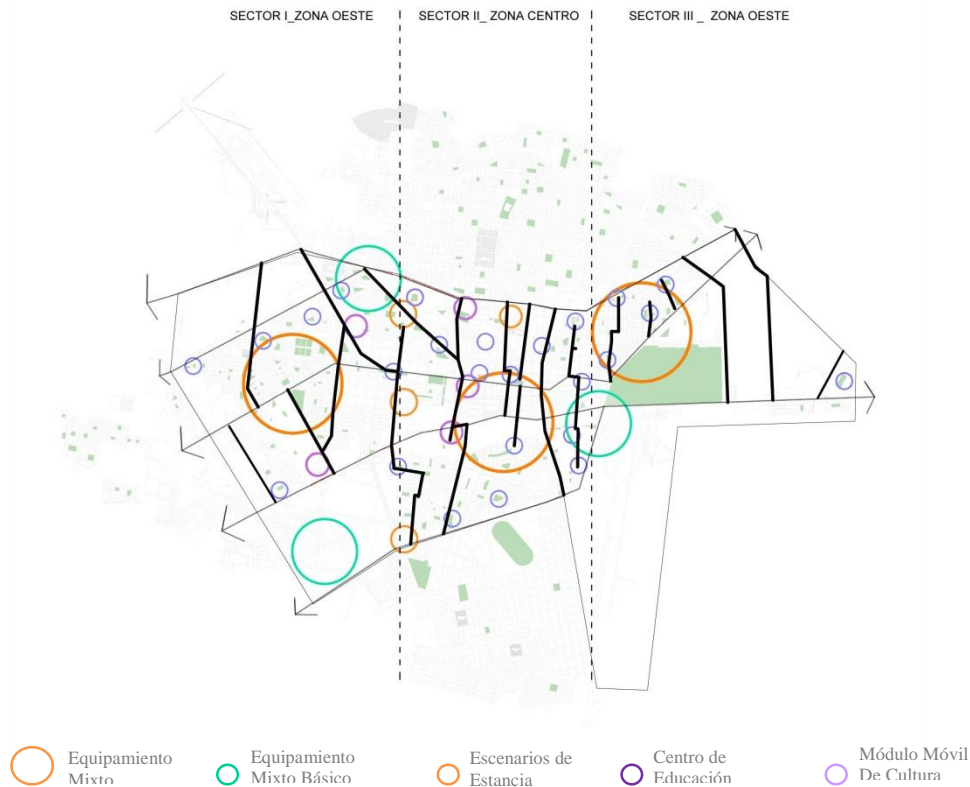 SECTOR I_ZONA OESTE
SECTOR II_ ZONA CENTRO
SECTOR III _ ZONA OESTE
Equipamiento
Mixto
Equipamiento
Mixto Básico
Escenarios de
Estancia
Centro de
Educación
Módulo Móvil
De Cultura